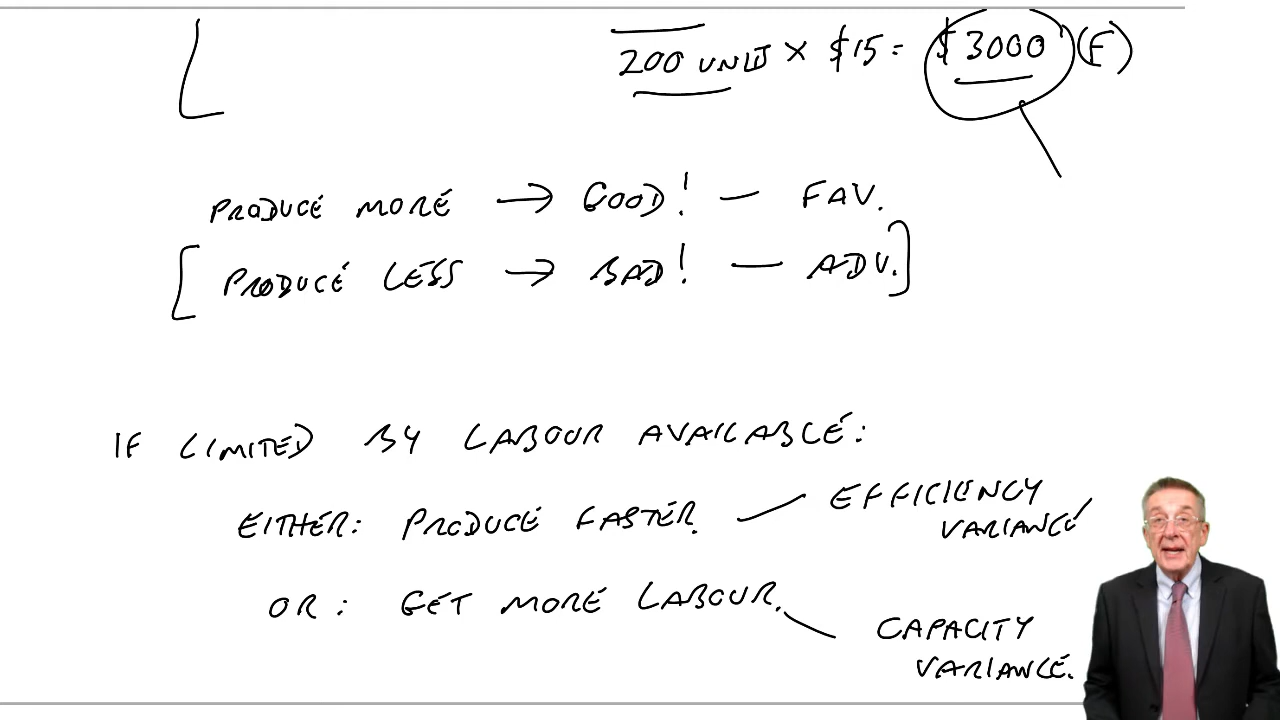 200 UNITS × $15 = $3000 (F)
PRODUCE MORE → GOOD! — FAV.
[PRODUCE LESS → BAD! — ADV.]
IF LIMITED BY LABOUR AVAILABLE:
EITHER: PRODUCE FASTER. — EFFICIENCY
VARIANCE
OR: GET MORE LABOUR. — CAPACITY
VARIANCE.